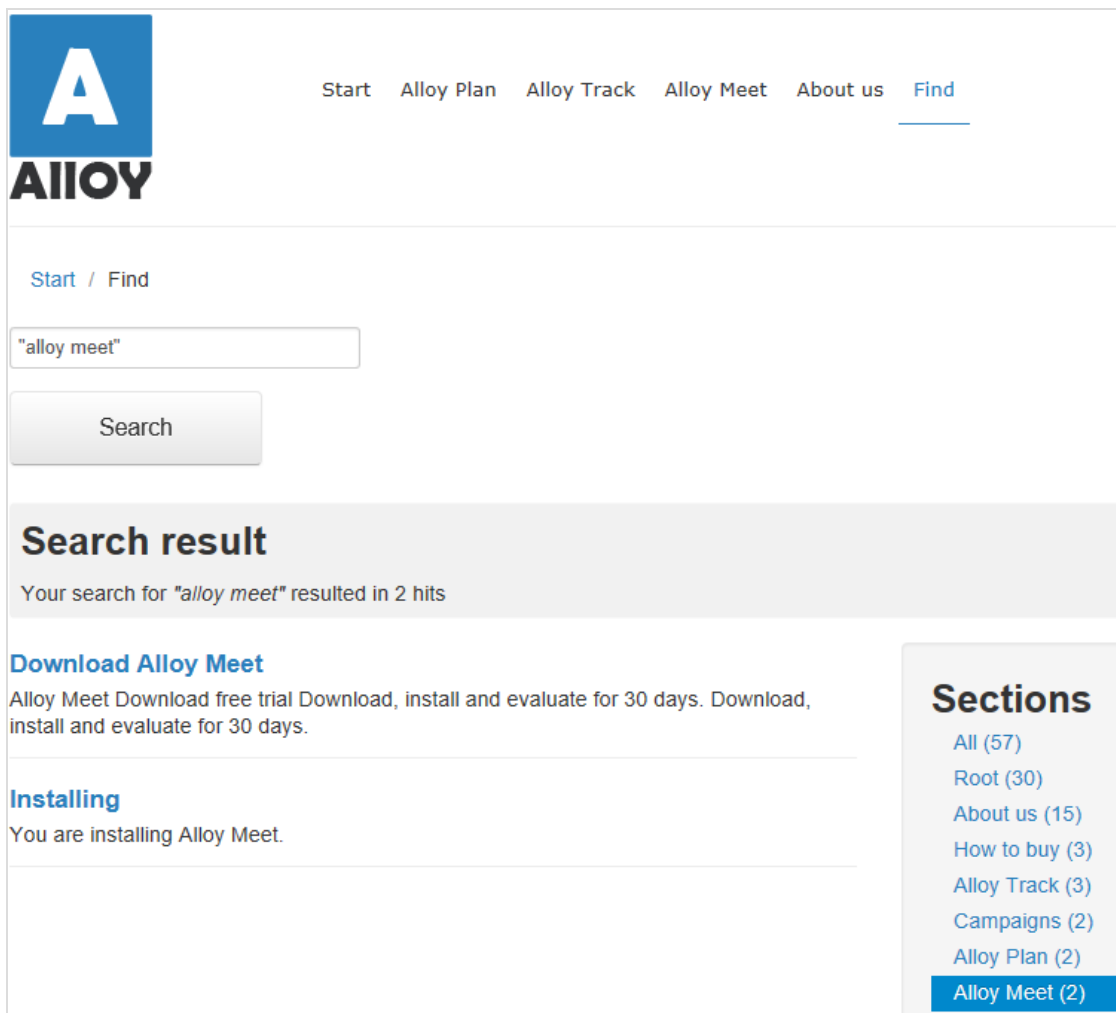 A
AllOY
Start Alloy Plan Alloy Track Alloy Meet About us Find
Start / Find
"alloy meet"
Search
Search result
Your search for "alloy meet" resulted in 2 hits
Download Alloy Meet
Alloy Meet Download free trial Download, install and evaluate for 30 days. Download,
install and evaluate for 30 days.
Installing
You are installing Alloy Meet.
Sections
All (57)
Root (30)
About us (15)
How to buy (3)
Alloy Track (3)
Campaigns (2)
Alloy Plan (2)
Alloy Meet (2)